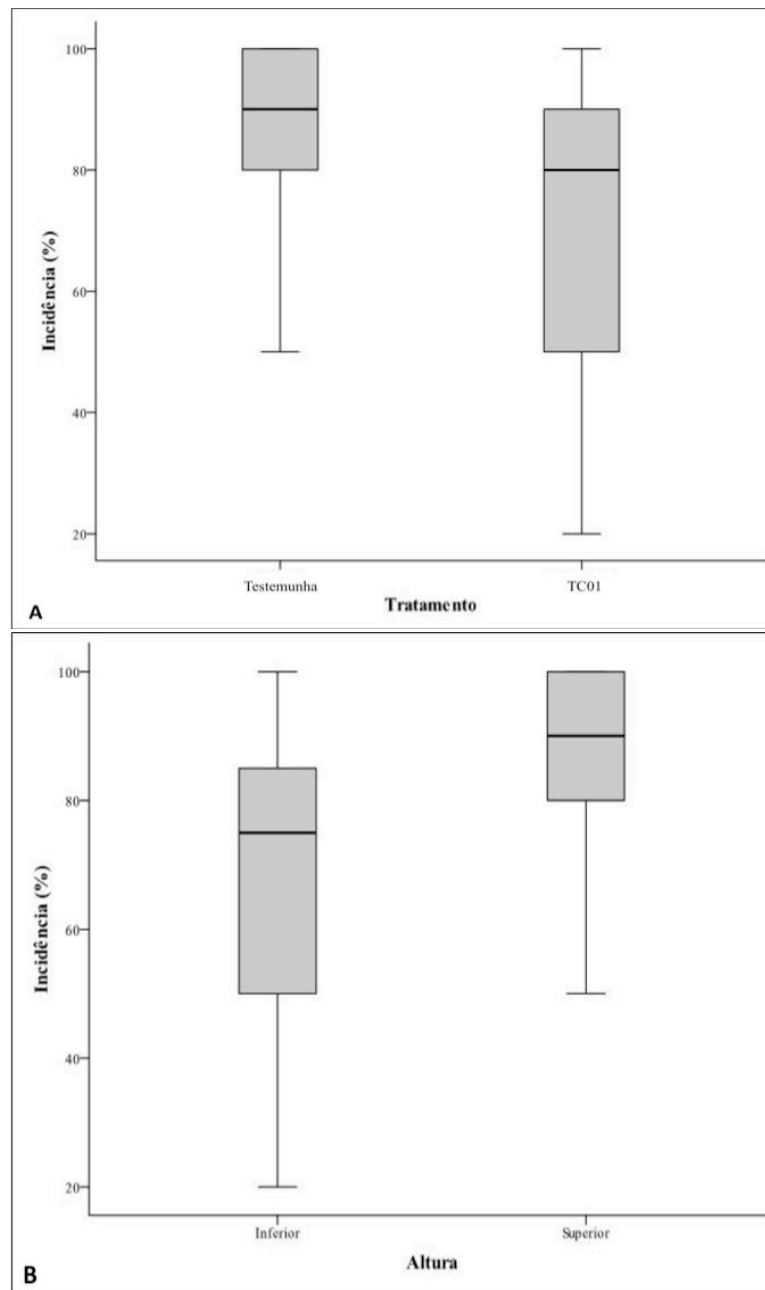 100
80
60
40
20
Incidência (%)
Testemunha TC01
Tratamento
A
100
80
60
40
20
Incidência (%)
Inferior Superior
Altura
B